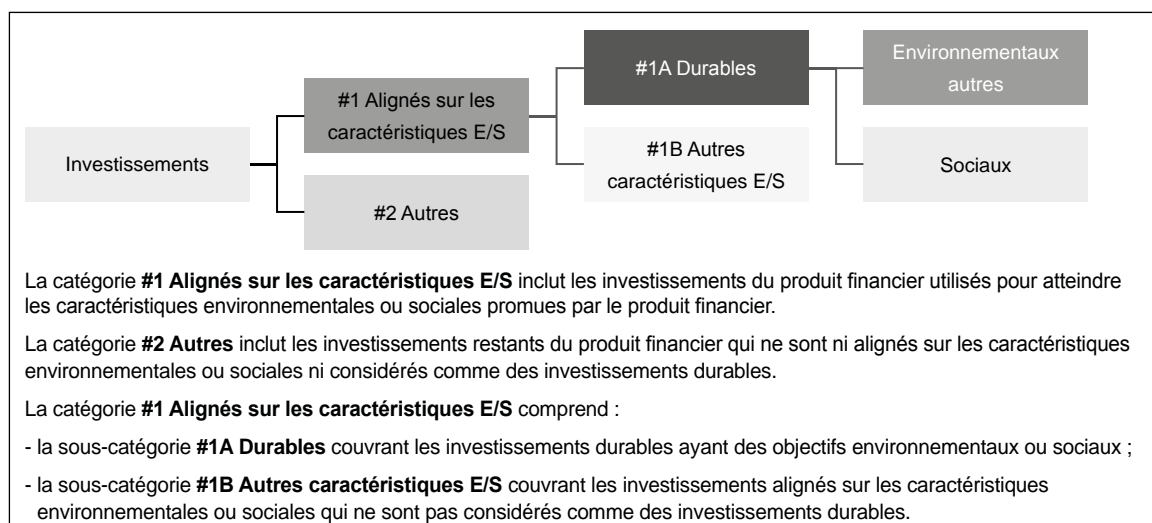 Investissements
#1 Alignés sur les
caractéristiques E/S
#2 Autres
#1A Durables
#1B Autres
caractéristiques E/S
Environnementaux
autres
Sociaux
La catégorie #1 Alignés sur les caractéristiques E/S inclut les investissements du produit financier utilisés pour atteindre
les caractéristiques environnementales ou sociales promues par le produit financier.
La catégorie #2 Autres inclut les investissements restants du produit financier qui ne sont ni alignés sur les caractéristiques
environnementales ou sociales ni considérés comme des investissements durables.
La catégorie #1 Alignés sur les caractéristiques E/S comprend :
- la sous-catégorie #1A Durables couvrant les investissements durables ayant des objectifs environnementaux ou sociaux ;
- la sous-catégorie #1B Autres caractéristiques E/S couvrant les investissements alignés sur les caractéristiques
environnementales ou sociales qui ne sont pas considérés comme des investissements durables.